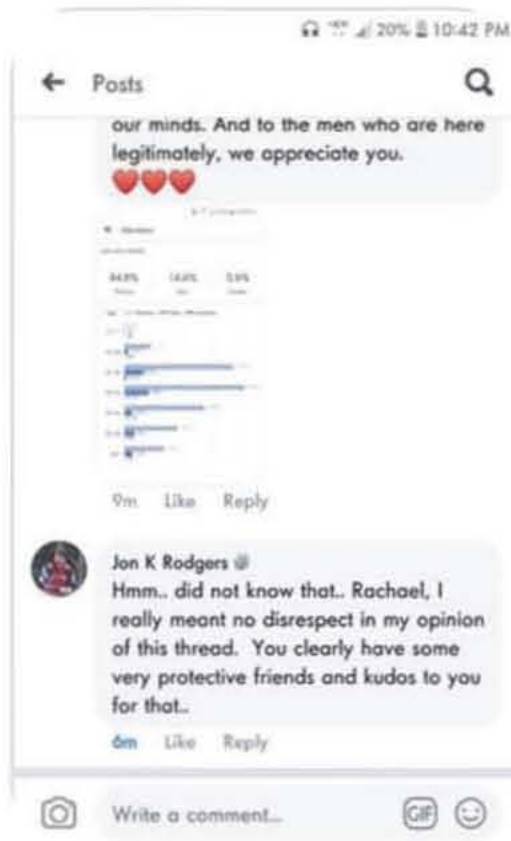 20% 10:42 PM
Posts
our minds. And to the men who are here
legitimately, we appreciate you.
9m Like Reply
Jon K Rodgers
Hmm.. did not know that.. Rachael, I
really meant no disrespect in my opinion
of this thread. You clearly have some
very protective friends and kudos to you
for that..
6m Like Reply
Write a comment...
GIF